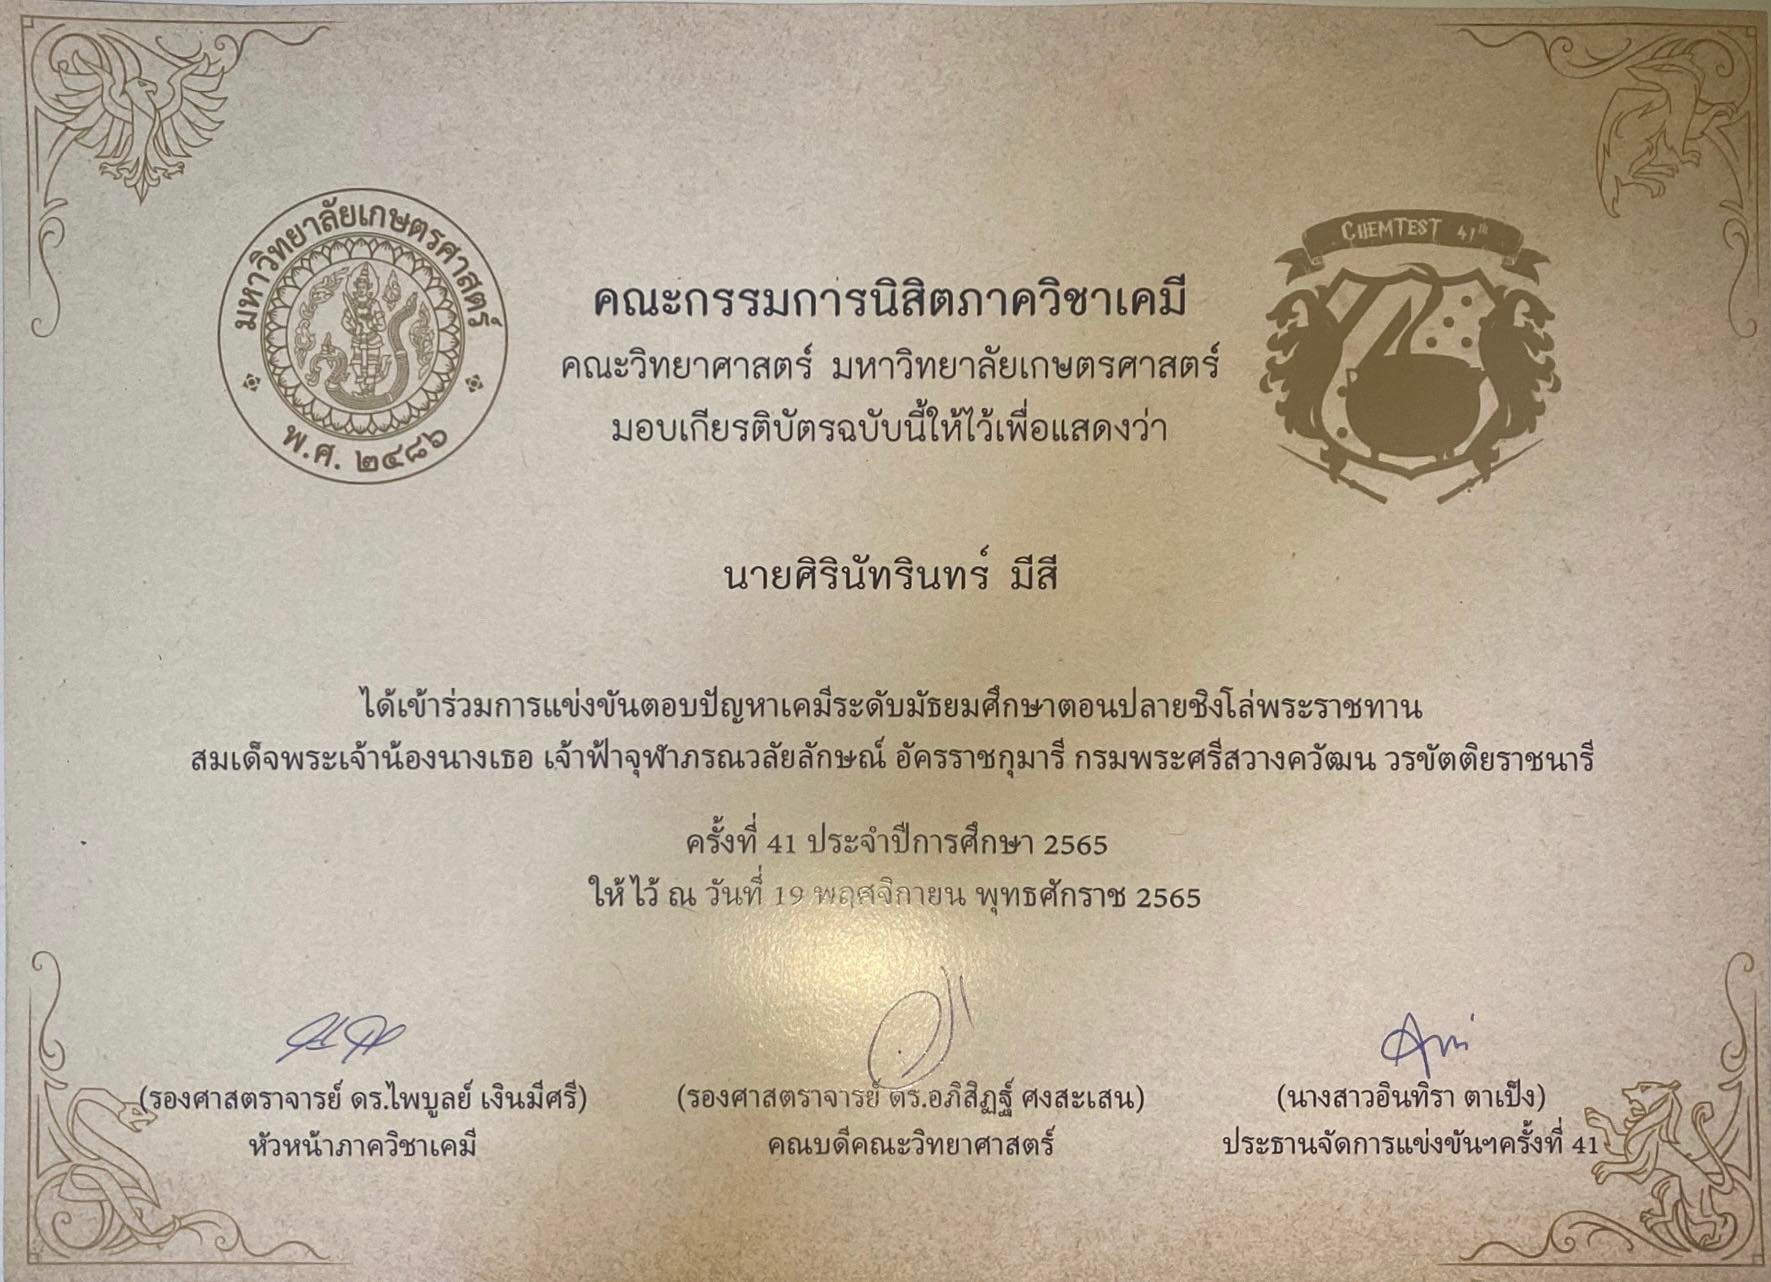 มหาวิทยาลัยเกษตรศาสตร์
พ.ศ. ๒๔๘๖
CHEMTEST 41th
คณะกรรมการนิสิตภาควิชาเคมี
คณะวิทยาศาสตร์ มหาวิทยาลัยเกษตรศาสตร์
มอบเกียรติบัตรฉบับนี้ให้ไว้เพื่อแสดงว่า
นายศิรินัทรินทร์ มีสี
ได้เข้าร่วมการแข่งขันตอบปัญหาเคมีระดับมัธยมศึกษาตอนปลายชิงโล่พระราชทาน
สมเด็จพระเจ้าน้องนางเธอ เจ้าฟ้าจุฬาภรณวลัยลักษณ์ อัครราชกุมารี กรมพระศรีสวางควัฒน วรขัตติยราชนารี
ครั้งที่ 41 ประจำปีการศึกษา 2565
ให้ไว้ ณ วันที่ 19 พฤศจิกายน พุทธศักราช 2565
(รองศาสตราจารย์ ดร.ไพบูลย์ เงินมีศรี)
หัวหน้าภาควิชาเคมี
(รองศาสตราจารย์ ดร.อภิสิฏฐ์ ศงสะเสน)
คณบดีคณะวิทยาศาสตร์
(นางสาวอินทิรา ตาเป็ง)
ประธานจัดการแข่งขันฯครั้งที่ 41